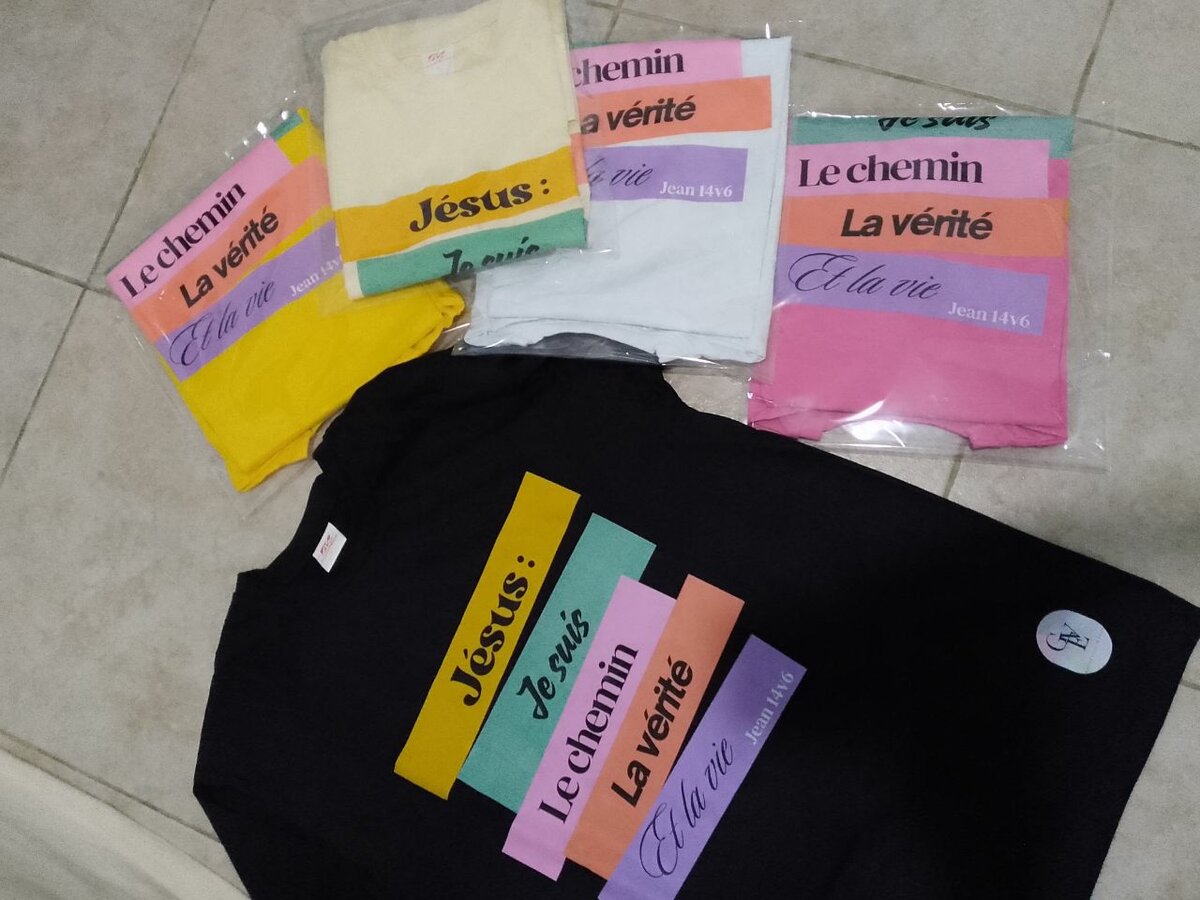 Le chemin
La vérité
Et la vie
Jean 14v
Jésus :
Je suis
chemin
a vérité
la vie
Jean 14v6
Je suis
Le chemin
La vérité
Et la vie
Jean 14v6
Jésus :
Je suis
Le chemin
La vérité
Et la vie
Jean 14v6
GIVE